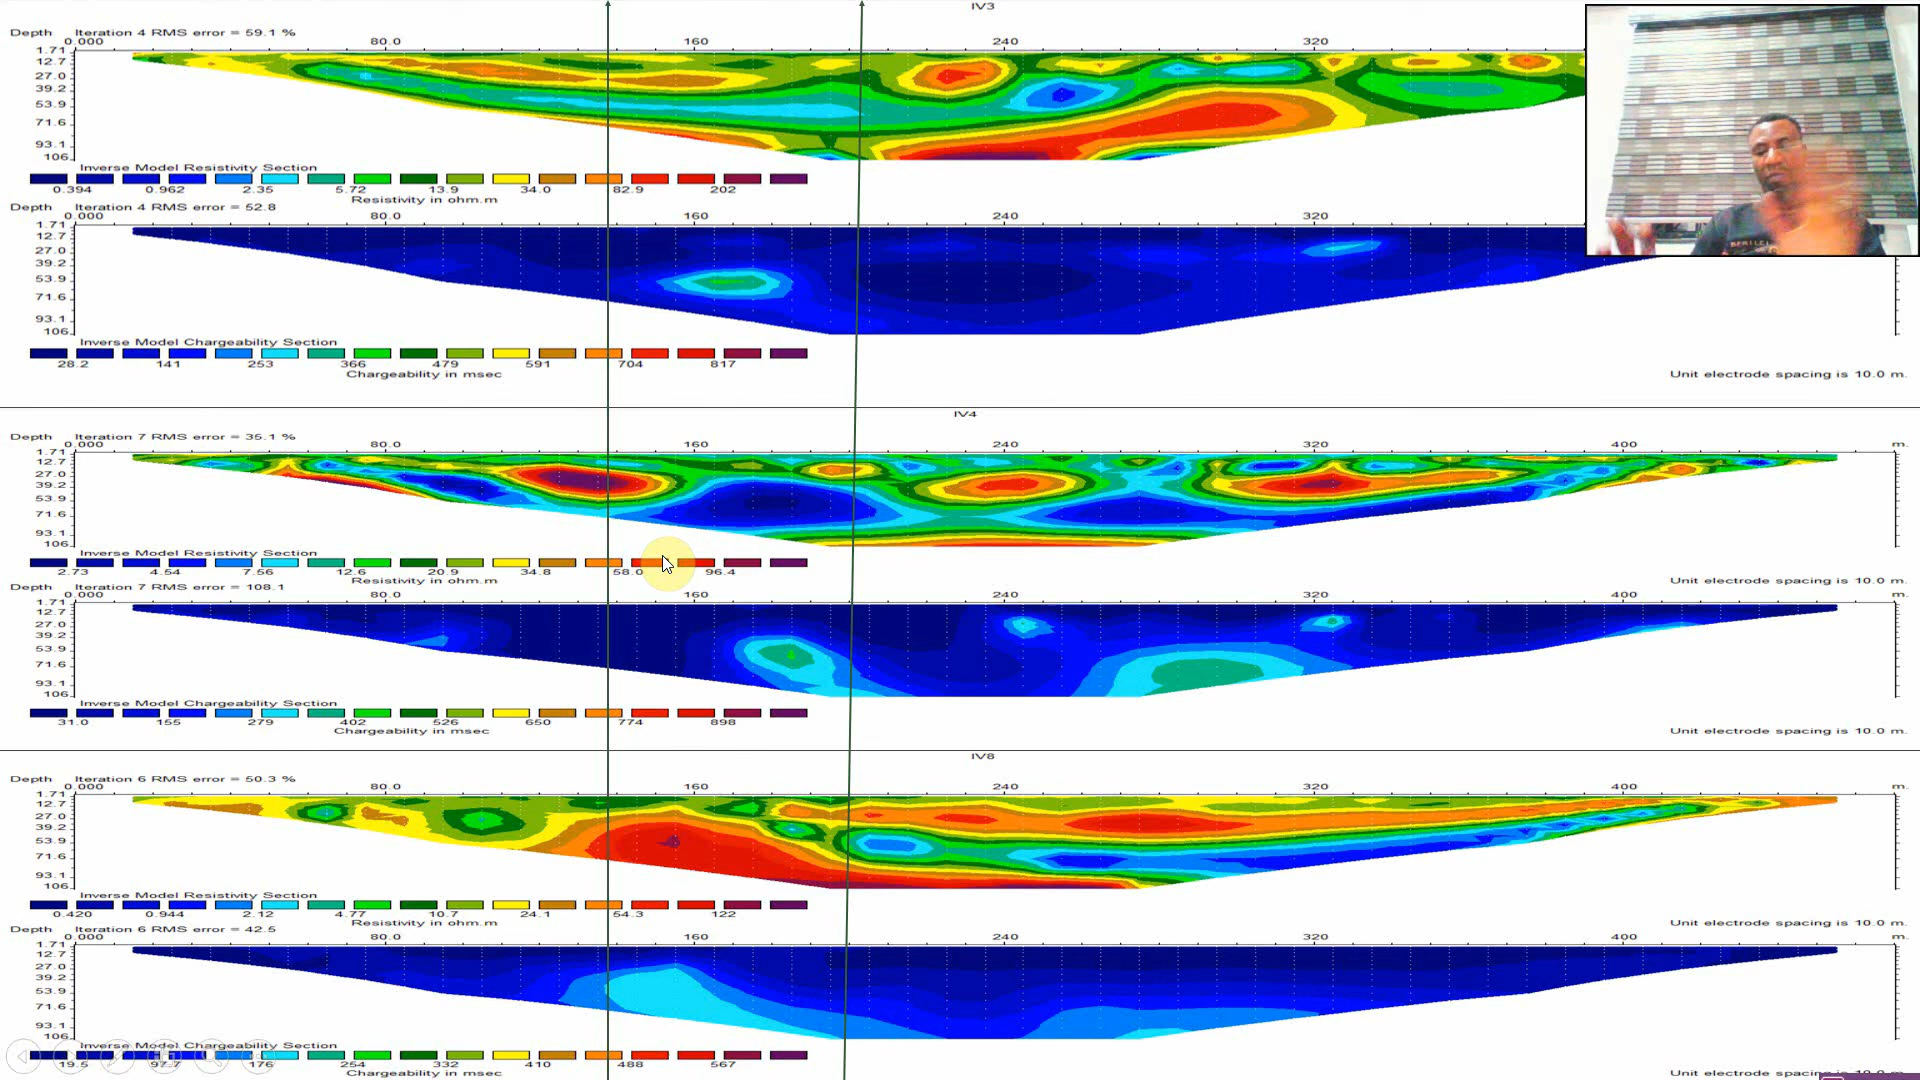 IV3
Depth Iteration 4 RMS error = 59.1 %
0.000 80.0 160 240 320
1.71
12.7
27.0
39.2
53.9
71.6
93.1
106.
Inverse Model Resistivity Section
0.394 0.962 2.35 5.72 13.9 34.0 82.9 202
Resistivity in ohm.m
Depth Iteration 4 RMS error = 52.8
0.000 80.0 160 240 320
1.71
12.7
27.0
39.2
53.9
71.6
93.1
106.
Inverse Model Chargeability Section
28.2 141 253 366 479 591 704 817
Chargeability in msec
Unit electrode spacing is 10.0 m.
IV4
Depth Iteration 7 RMS error = 35.1 %
0.000 80.0 160 240 320 400 m.
1.71
12.7
27.0
39.2
53.9
71.6
93.1
106.
Inverse Model Resistivity Section
2.73 4.54 7.56 12.6 20.9 34.8 58.0 96.4
Resistivity in ohm.m
Unit electrode spacing is 10.0 m.
Depth Iteration 7 RMS error = 108.1
0.000 80.0 160 240 320 400 m.
1.71
12.7
27.0
39.2
53.9
71.6
93.1
106.
Inverse Model Chargeability Section
31.0 155 279 402 526 650 774 898
Chargeability in msec
Unit electrode spacing is 10.0 m.
IV8
Depth Iteration 6 RMS error = 50.3 %
0.000 80.0 160 240 320 400 m.
1.71
12.7
27.0
39.2
53.9
71.6
93.1
106.
Inverse Model Resistivity Section
0.420 0.944 2.12 4.77 10.7 24.1 54.3 122
Resistivity in ohm.m
Unit electrode spacing is 10.0 m.
Depth Iteration 6 RMS error = 42.5
0.000 80.0 160 240 320 400 m.
1.71
12.7
27.0
39.2
53.9
71.6
93.1
106.
Inverse Model Chargeability Section
19.5 97.7 176 254 332 410 488 567
Chargeability in msec
Unit electrode spacing is 10.0 m.